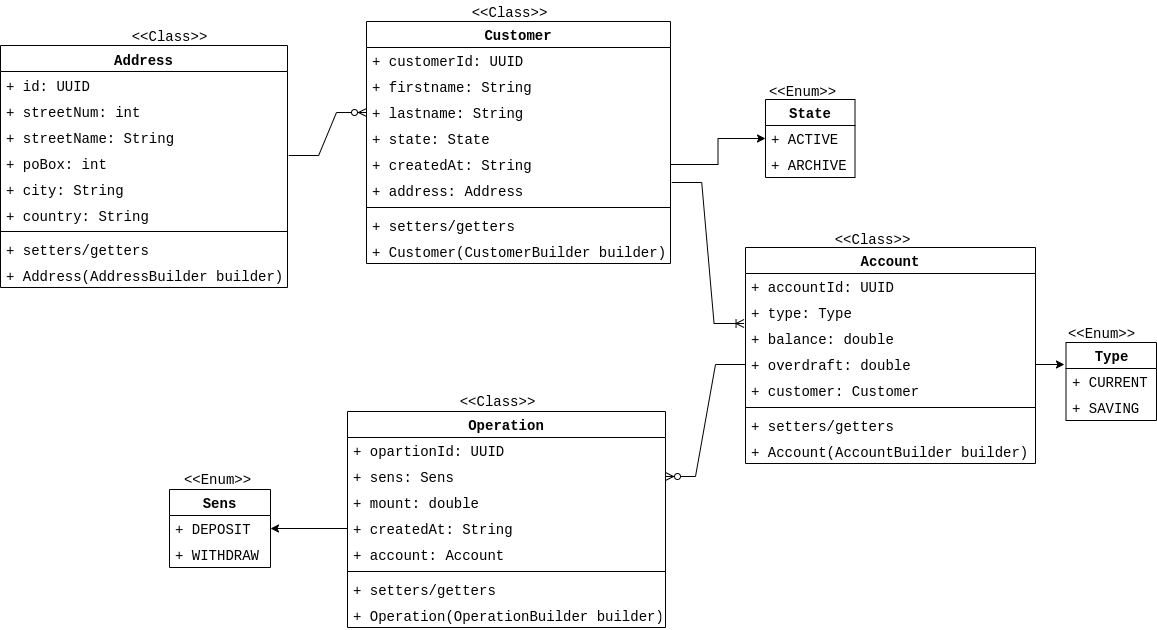 <<Class>>
Address
+ id: UUID
+ streetNum: int
+ streetName: String
+ poBox: int
+ city: String
+ country: String
+ setters/getters
+ Address(AddressBuilder builder)
<<Class>>
Customer
+ customerId: UUID
+ firstname: String
+ lastname: String
+ state: State
+ createdAt: String
+ address: Address
+ setters/getters
+ Customer(CustomerBuilder builder)
<<Enum>>
State
+ ACTIVE
+ ARCHIVE
<<Class>>
Account
+ accountId: UUID
+ type: Type
+ balance: double
+ overdraft: double
+ customer: Customer
+ setters/getters
+ Account(AccountBuilder builder)
<<Enum>>
Type
+ CURRENT
+ SAVING
<<Class>>
Operation
+ opartionId: UUID
+ sens: Sens
+ mount: double
+ createdAt: String
+ account: Account
+ setters/getters
+ Operation(OperationBuilder builder)
<<Enum>>
Sens
+ DEPOSIT
+ WITHDRAW